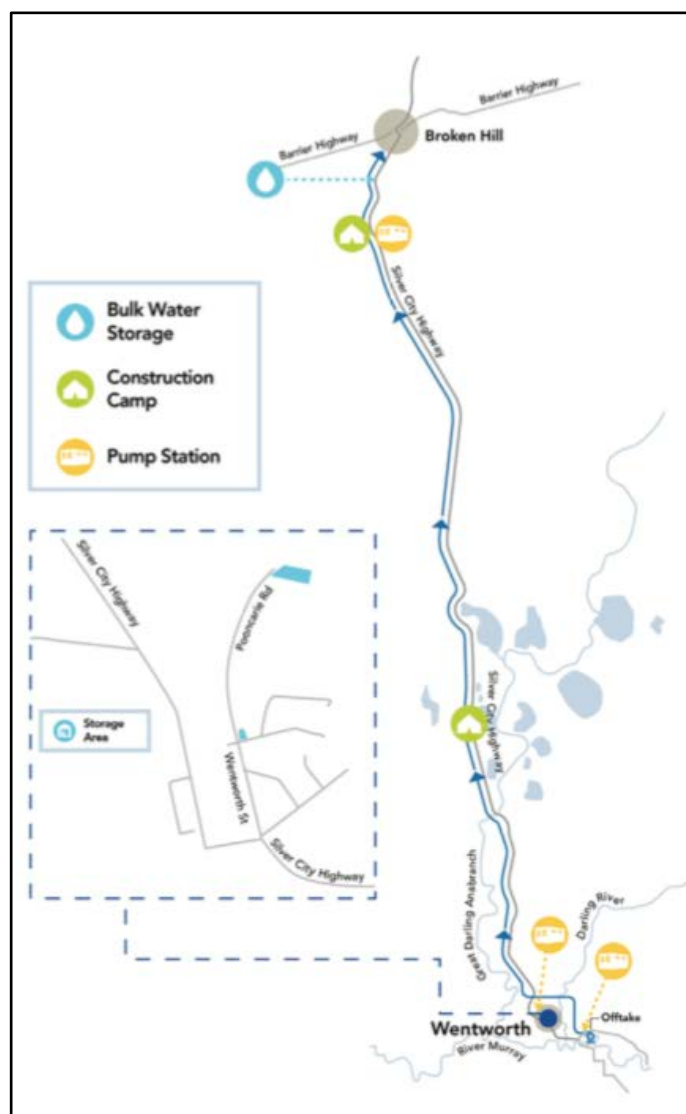 Barrier Highway
Barrier Highway
Broken Hill
Silver City Highway
Bulk Water
Storage
Construction
Camp
Pump Station
Silver City Highway
Pooncarie Rd
Storage
Area
Wentworth St
Silver City Highway
Silver City Highway
Great Darling Anabranch
Darling River
Offtake
Wentworth
River Murray